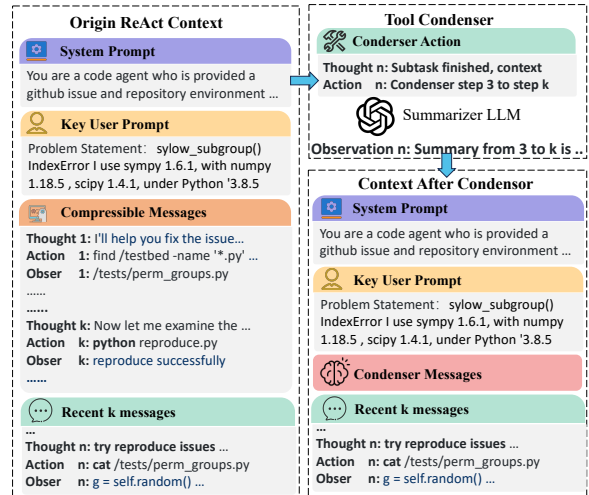 Origin ReAct Context
System Prompt
You are a code agent who is provided a
github issue and repository environment ...
Key User Prompt
Problem Statement: sylow_subgroup()
IndexError I use sympy 1.6.1, with numpy
1.18.5 , scipy 1.4.1, under Python '3.8.5
Compressible Messages
Thought 1: I'll help you fix the issue...
Action 1: find /testbed -name '*.py' ...
Obser 1: /tests/perm_groups.py
......
......
Thought k: Now let me examine the ...
Action k: python reproduce.py
Obser k: reproduce successfully
......
Recent k messages
...
Thought n: try reproduce issues ...
Action n: cat /tests/perm_groups.py
Obser n: g = self.random() ...
Tool Condenser
Conderser Action
Thought n: Subtask finished, context
Action n: Condenser step 3 to step k
Summarizer LLM
Observation n: Summary from 3 to k is ..
Context After Condensor
System Prompt
You are a code agent who is provided a
github issue and repository environment ...
Key User Prompt
Problem Statement: sylow_subgroup()
IndexError I use sympy 1.6.1, with numpy
1.18.5 , scipy 1.4.1, under Python '3.8.5
Condenser Messages
Recent k messages
...
Thought n: try reproduce issues ...
Action n: cat /tests/perm_groups.py
Obser n: g = self.random() ...